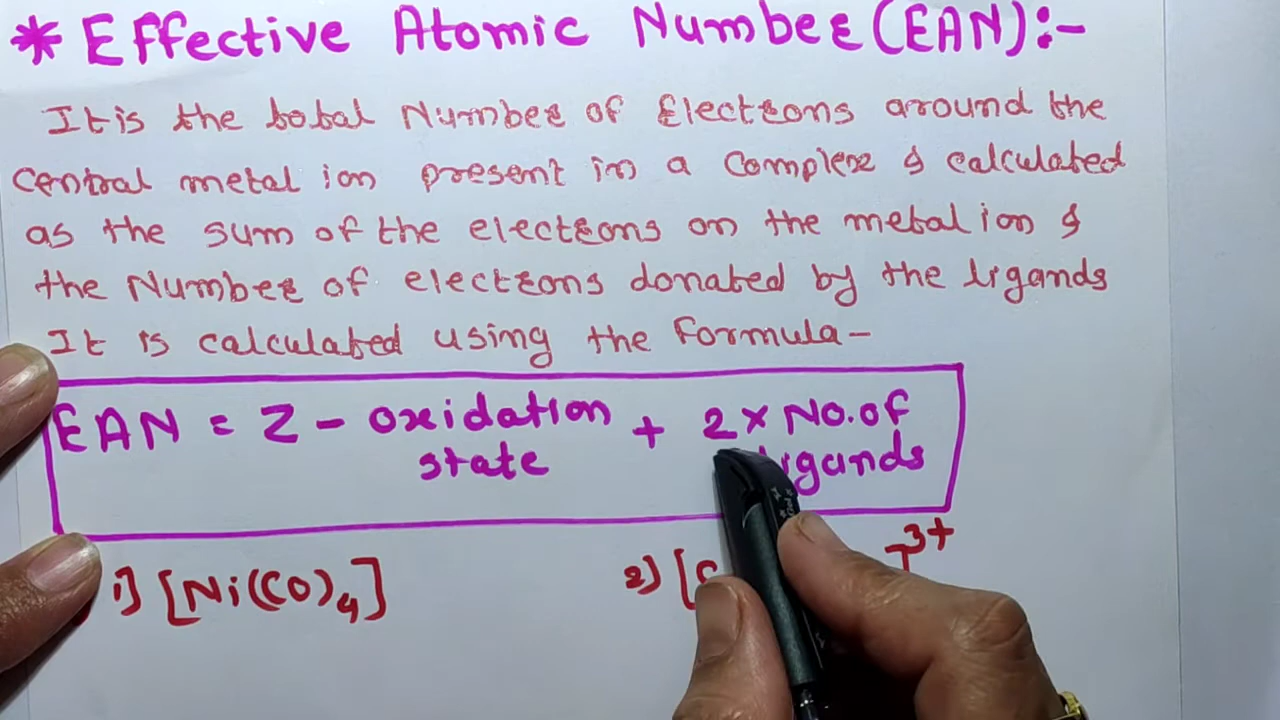 * Effective Atomic Number (EAN):-
It is the total Number of Electrons around the
central metal ion present in a complex & calculated
as the sum of the electrons on the metal ion &
the Number of electrons donated by the ligands
It is calculated using the formula-
EAN = Z - oxidation state + 2 x No. of ligands
1) [Ni(CO)4]
2) [ ]3+